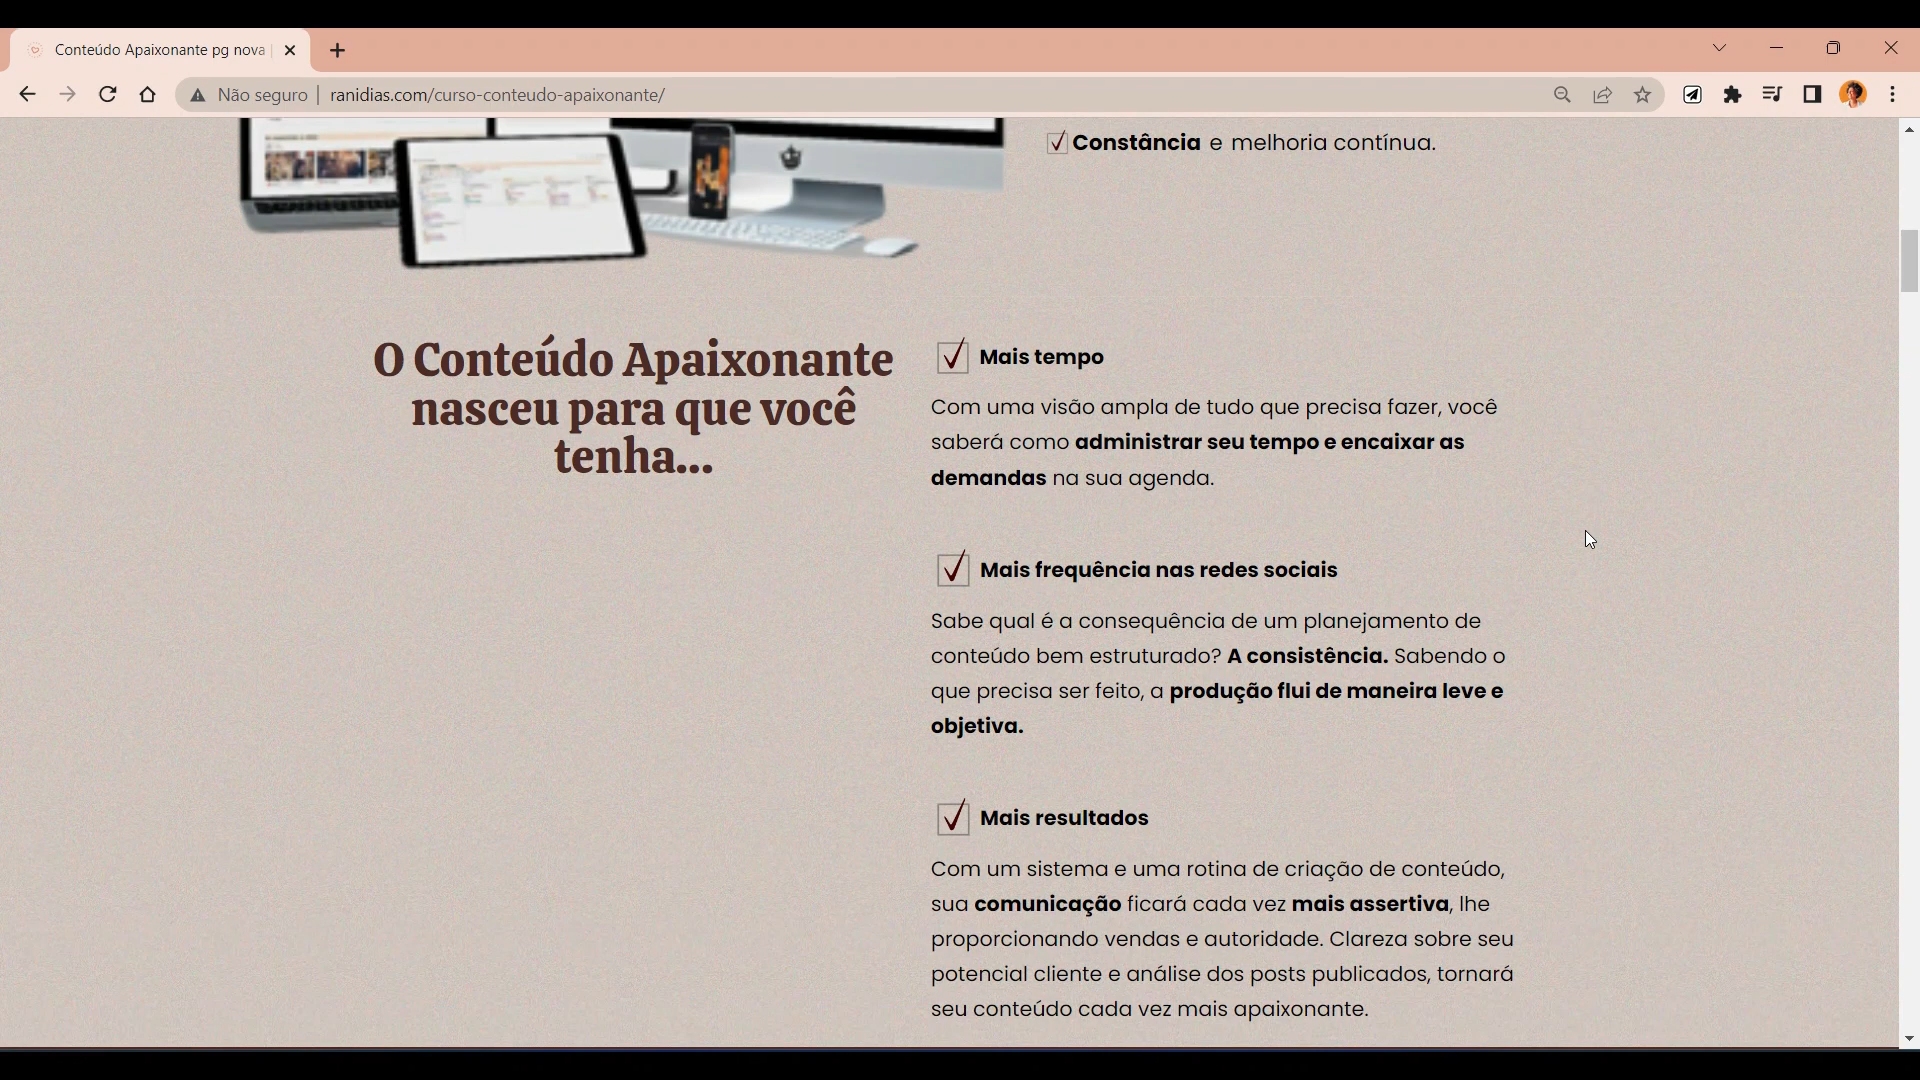 Conteúdo Apaixonante pg nova
Não seguro
ranidias.com/curso-conteudo-apaixonante/
Constância e melhoria contínua.
O Conteúdo Apaixonante
nasceu para que você
tenha...
Mais tempo
Com uma visão ampla de tudo que precisa fazer, você
saberá como administrar seu tempo e encaixar as
demandas na sua agenda.
Mais frequência nas redes sociais
Sabe qual é a consequência de um planejamento de
conteúdo bem estruturado? A consistência. Sabendo o
que precisa ser feito, a produção flui de maneira leve e
objetiva.
Mais resultados
Com um sistema e uma rotina de criação de conteúdo,
sua comunicação ficará cada vez mais assertiva, lhe
proporcionando vendas e autoridade. Clareza sobre seu
potencial cliente e análise dos posts publicados, tornará
seu conteúdo cada vez mais apaixonante.